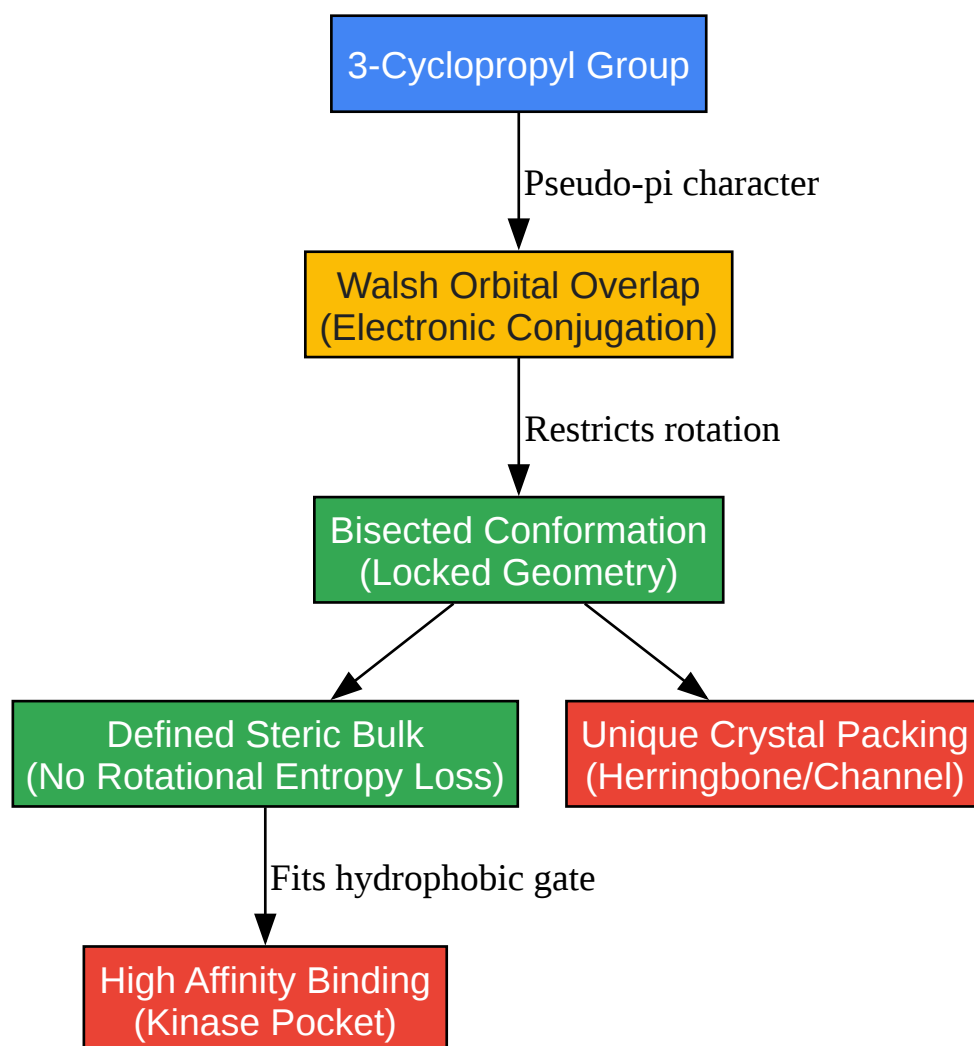 3-Cyclopropyl Group
Pseudo-pi character
Walsh Orbital Overlap
(Electronic Conjugation)
Restricts rotation
Bisected Conformation
(Locked Geometry)
Defined Steric Bulk
(No Rotational Entropy Loss)
Unique Crystal Packing
(Herringbone/Channel)
Fits hydrophobic gate
High Affinity Binding
(Kinase Pocket)